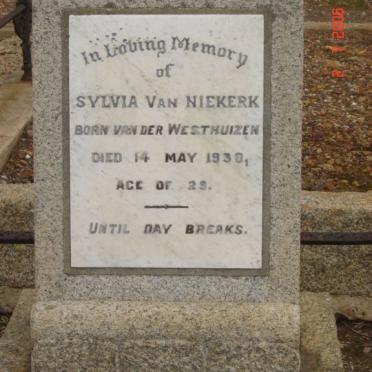 In Loving Memory
of
SYLVIA VAN NIEKERK
BORN VAN DER WESTHUIZEN
DIED 14 MAY 1930,
AGE OF 29.
UNTIL DAY BREAKS.